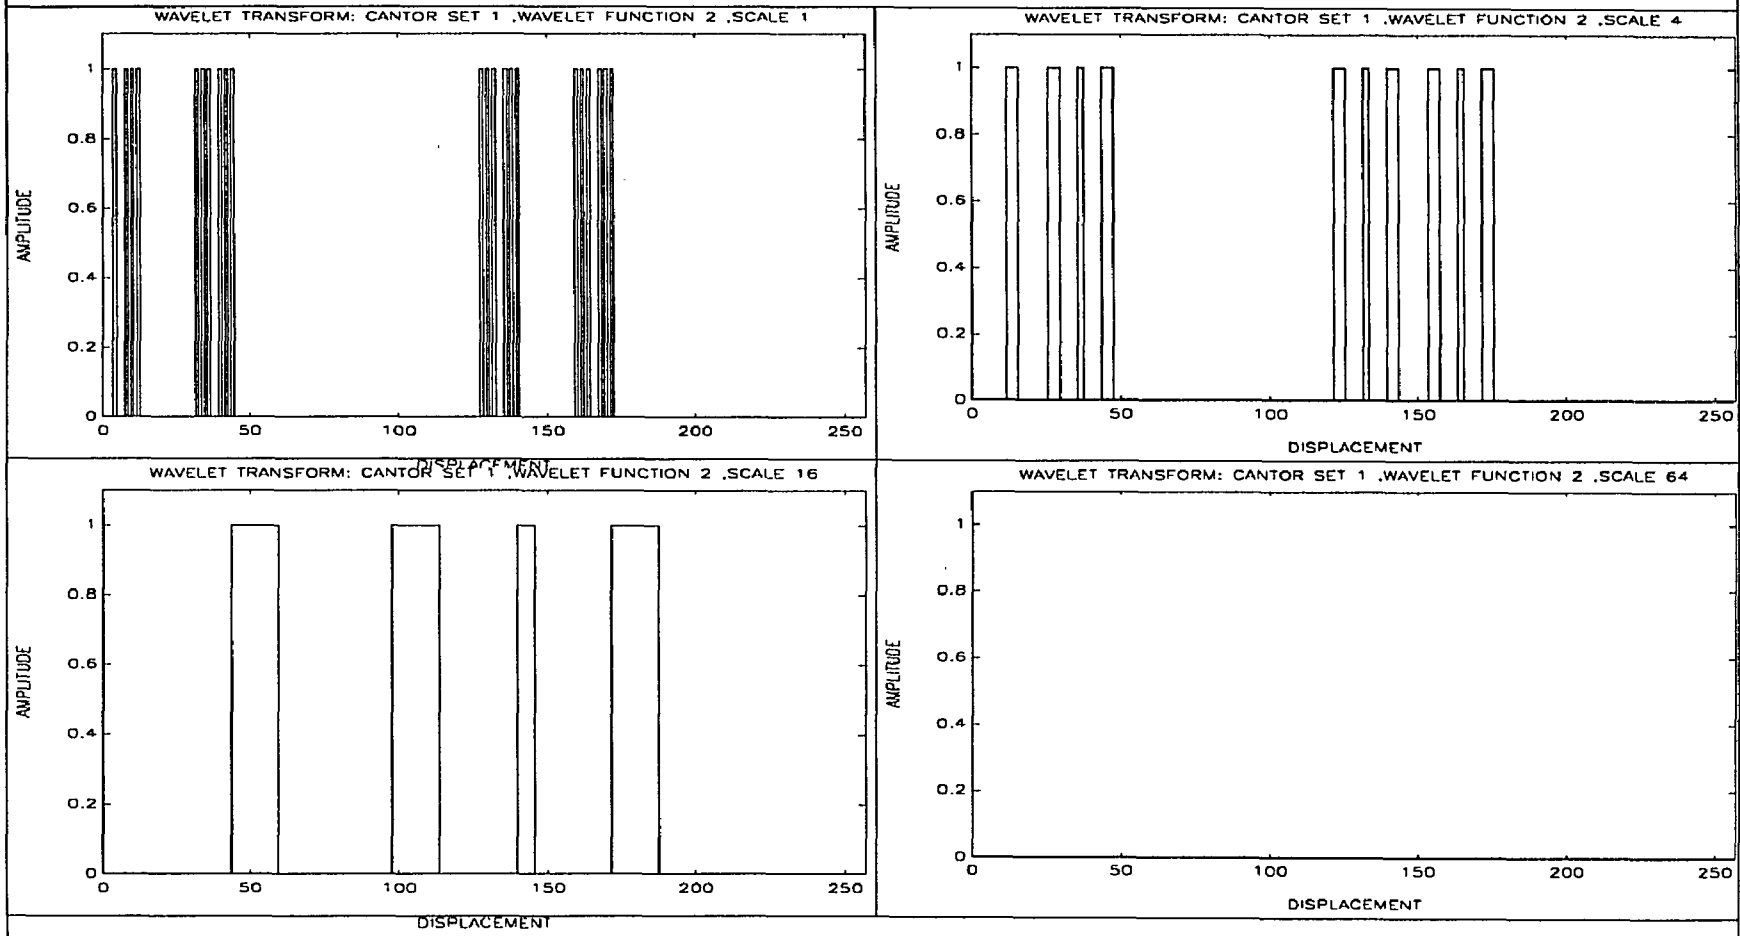 WAVELET TRANSFORM: CANTOR SET 1 ,WAVELET FUNCTION 2 ,SCALE 1
AMPLITUDE
1
0.8
0.6
0.4
0.2
0
0 50 100 150 200 250
DISPLACEMENT
WAVELET TRANSFORM: CANTOR SET 1 ,WAVELET FUNCTION 2 ,SCALE 4
AMPLITUDE
1
0.8
0.6
0.4
0.2
0
0 50 100 150 200 250
DISPLACEMENT
WAVELET TRANSFORM: CANTOR SET 1 ,WAVELET FUNCTION 2 ,SCALE 16
AMPLITUDE
1
0.8
0.6
0.4
0.2
0
0 50 100 150 200 250
DISPLACEMENT
WAVELET TRANSFORM: CANTOR SET 1 ,WAVELET FUNCTION 2 ,SCALE 64
AMPLITUDE
1
0.8
0.6
0.4
0.2
0
0 50 100 150 200 250
DISPLACEMENT